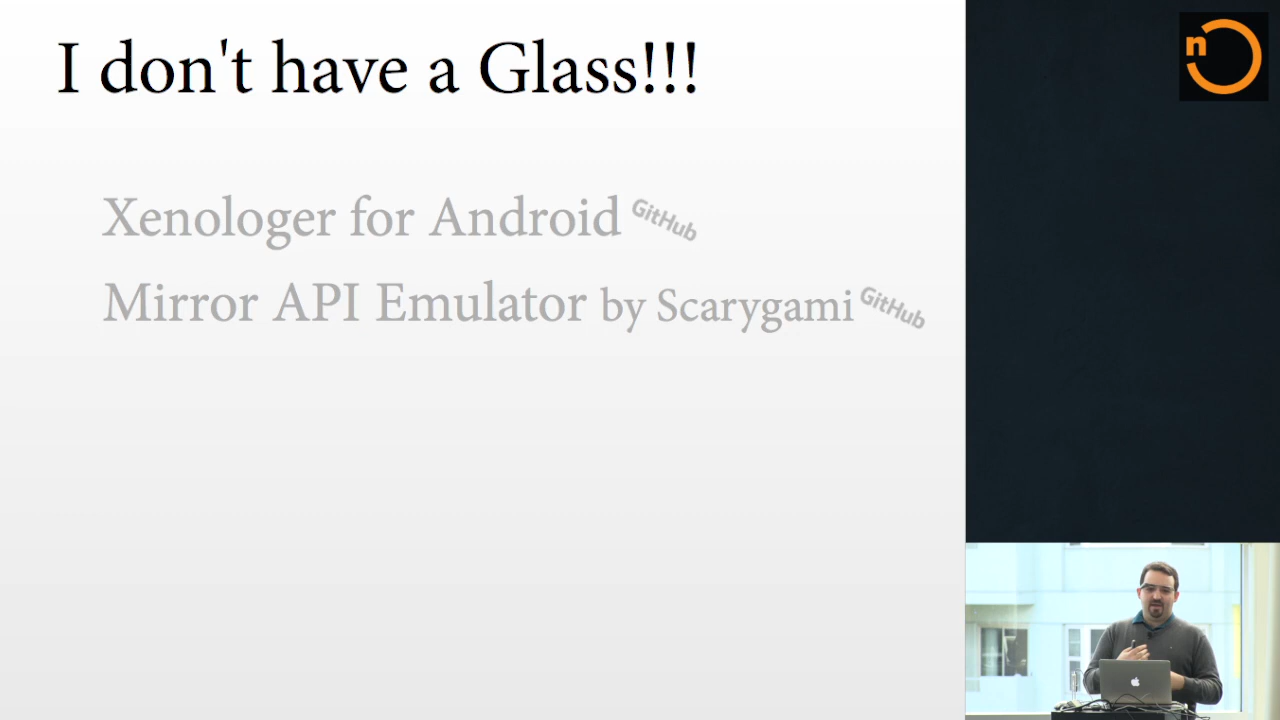 I don't have a Glass!!!
n
Xenologer for Android GitHub
Mirror API Emulator by Scarygami GitHub